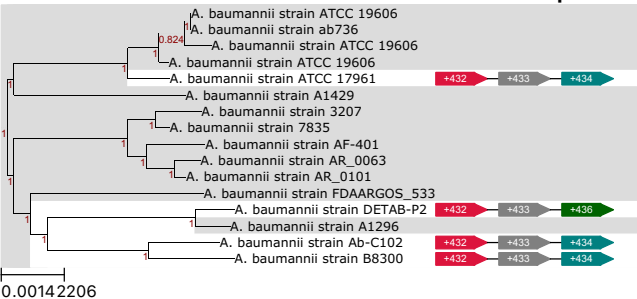 A. baumannii strain ATCC 19606
A. baumannii strain ab736
1
0.824
A. baumannii strain ATCC 19606
1
A. baumannii strain ATCC 19606
1
A. baumannii strain ATCC 17961 +432 +433 +434
1
A. baumannii strain A1429
A. baumannii strain 3207
1
A. baumannii strain 7835
1
1
A. baumannii strain AF-401
1
A. baumannii strain AR_0063
1
1
A. baumannii strain AR_0101
A. baumannii strain FDAARGOS_533
1
A. baumannii strain DETAB-P2 +432 +433 +436
1
A. baumannii strain A1296
1
A. baumannii strain Ab-C102 +432 +433 +434
1
A. baumannii strain B8300 +432 +433 +434
0.00142206